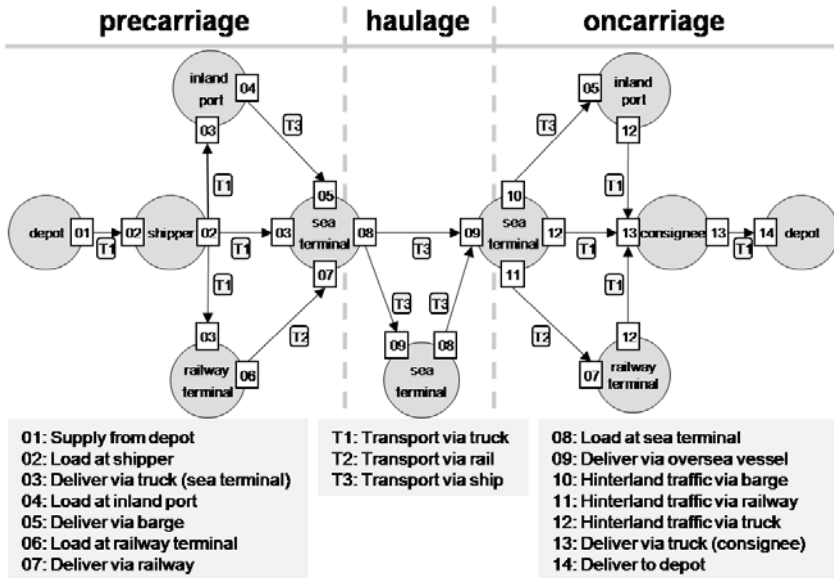 precarriage
haulage
oncarriage
inland
port
04
03
T3
T1
05
depot
01
T1
02
shipper
02
T1
03
sea
terminal
08
07
T1
03
railway
terminal
06
T2
T3
T3
09
T3
08
sea
terminal
09
sea
terminal
10
12
11
T3
05
inland
port
12
T1
T1
13
consignee
13
T1
14
depot
T2
T1
07
12
railway
terminal
01: Supply from depot
02: Load at shipper
03: Deliver via truck (sea terminal)
04: Load at inland port
05: Deliver via barge
06: Load at railway terminal
07: Deliver via railway
T1: Transport via truck
T2: Transport via rail
T3: Transport via ship
08: Load at sea terminal
09: Deliver via oversea vessel
10: Hinterland traffic via barge
11: Hinterland traffic via railway
12: Hinterland traffic via truck
13: Deliver via truck (consignee)
14: Deliver to depot